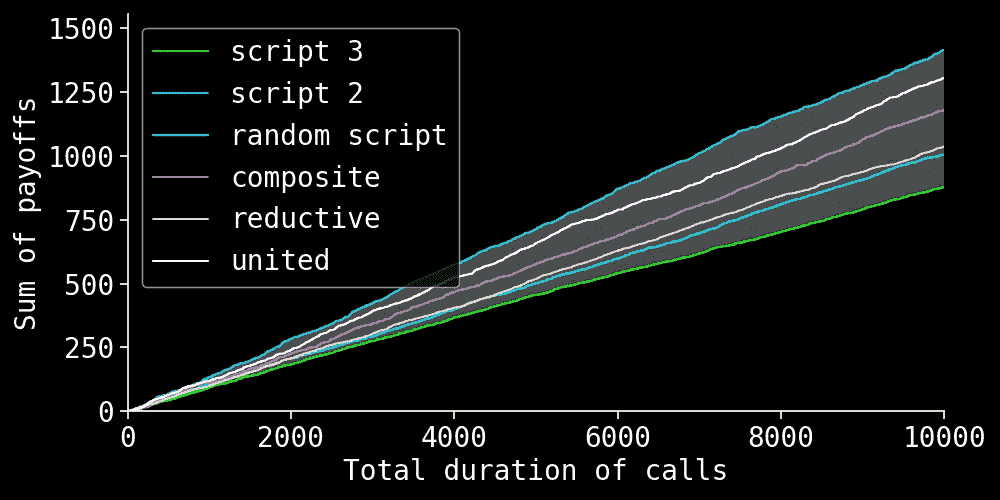 1500
1250
1000
750
500
250
0
Sum of payoffs
script 3
script 2
random script
composite
reductive
united
0 2000 4000 6000 8000 10000
Total duration of calls